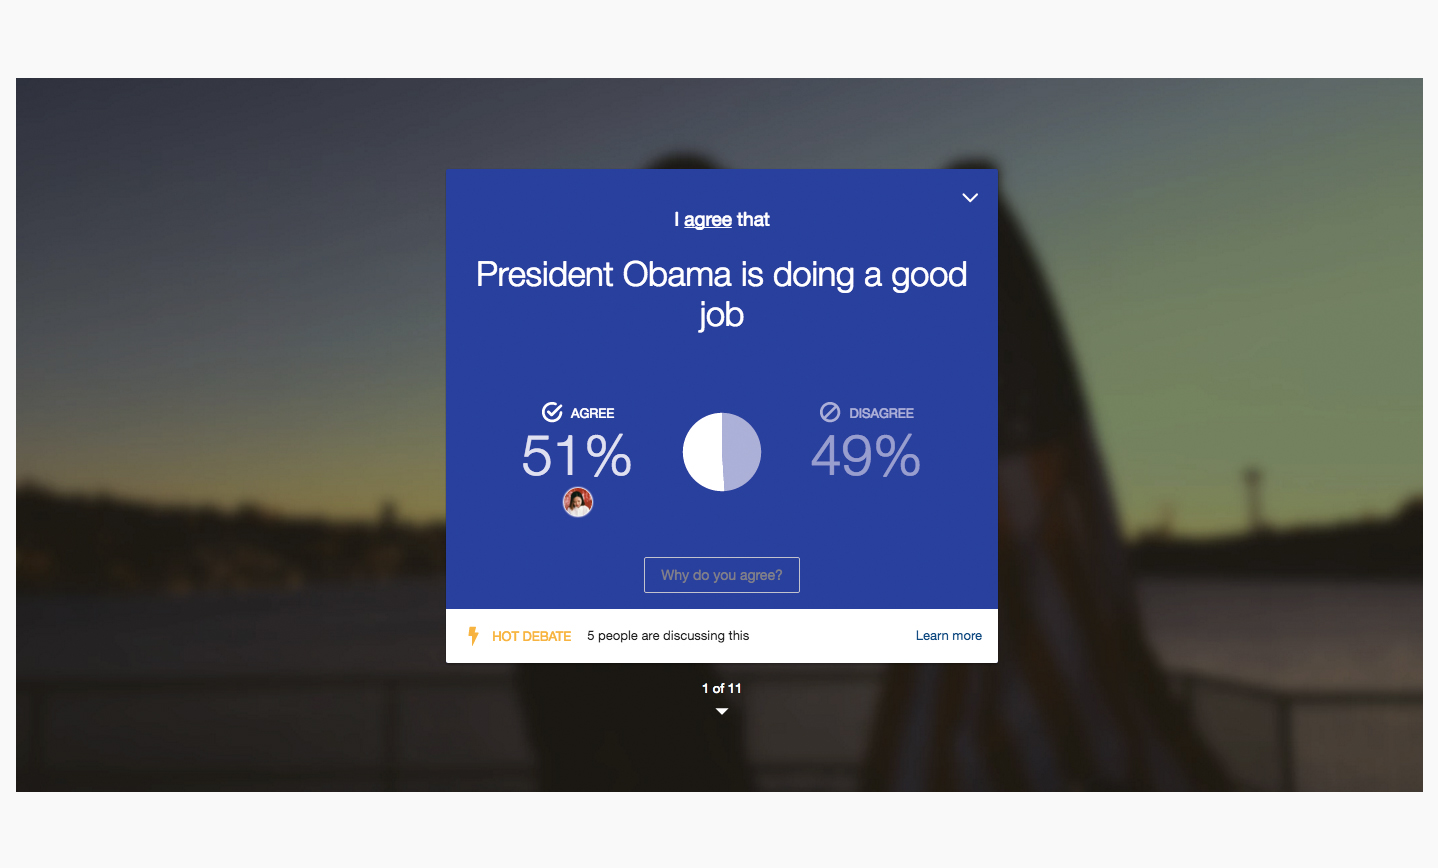 I agree that
President Obama is doing a good
job
AGREE
51%
DISAGREE
49%
Why do you agree?
HOT DEBATE 5 people are discussing this Learn more
1 of 11